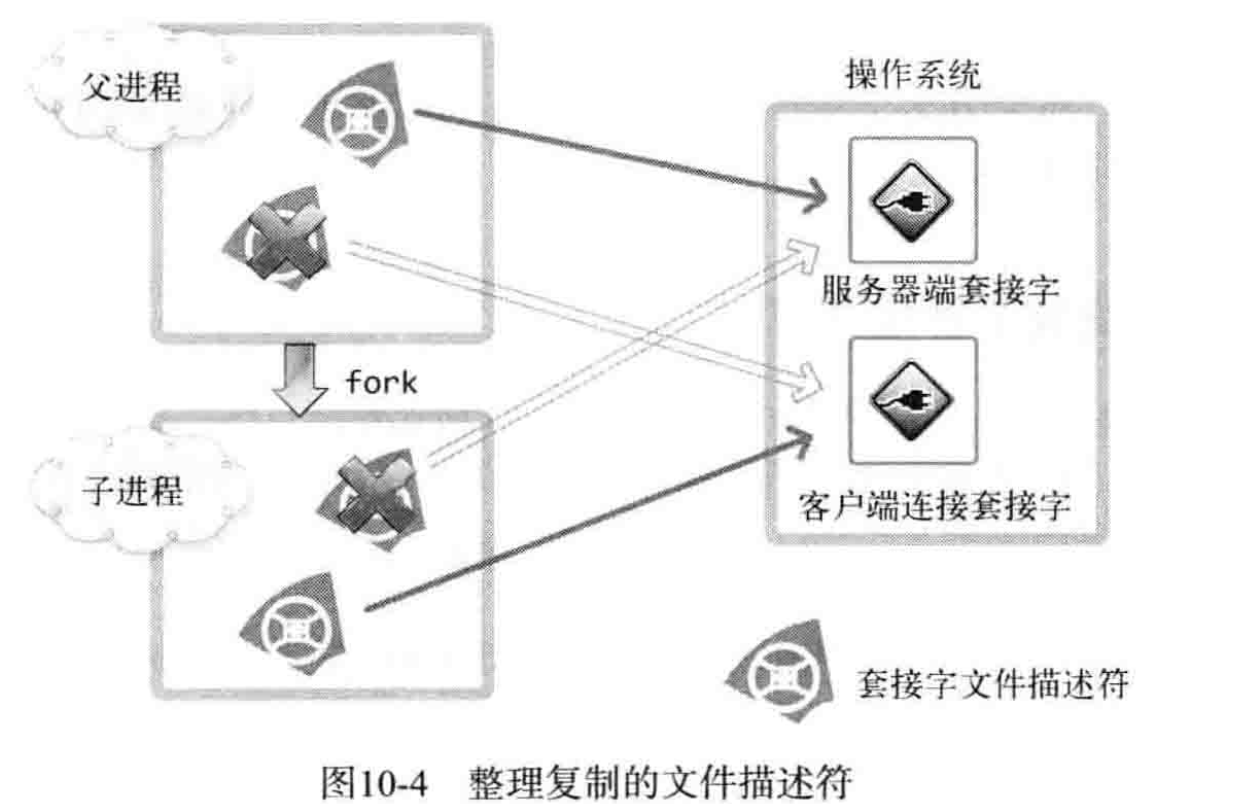 父进程
操作系统
服务器端套接字
fork
子进程
客户端连接套接字
套接字文件描述符
图10-4 整理复制的文件描述符